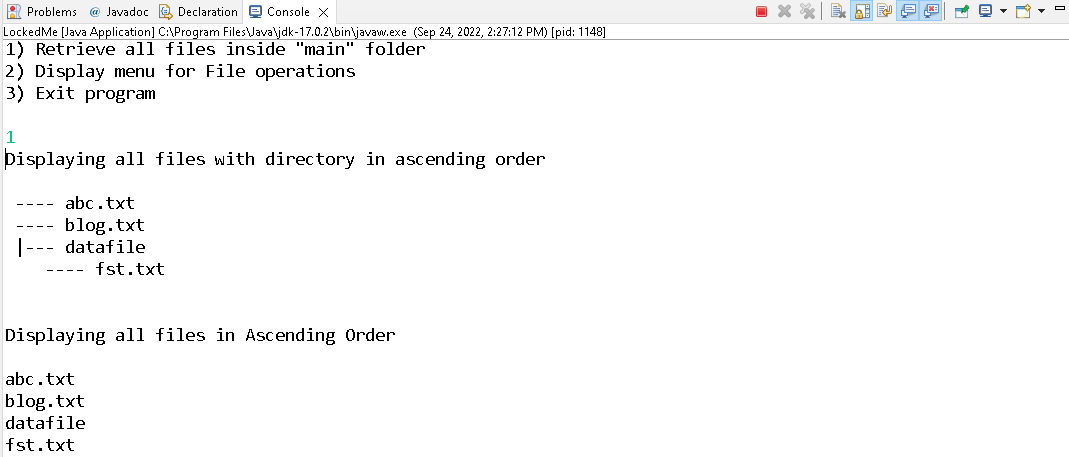 Problems @ Javadoc Declaration Console
LockedMe [Java Application] C:\Program Files\Java\jdk-17.0.2\bin\javaw.exe (Sep 24, 2022, 2:27:12 PM) [pid: 1148]
1) Retrieve all files inside "main" folder
2) Display menu for File operations
3) Exit program
1
Displaying all files with directory in ascending order
---- abc.txt
---- blog.txt
|--- datafile
---- fst.txt
Displaying all files in Ascending Order
abc.txt
blog.txt
datafile
fst.txt